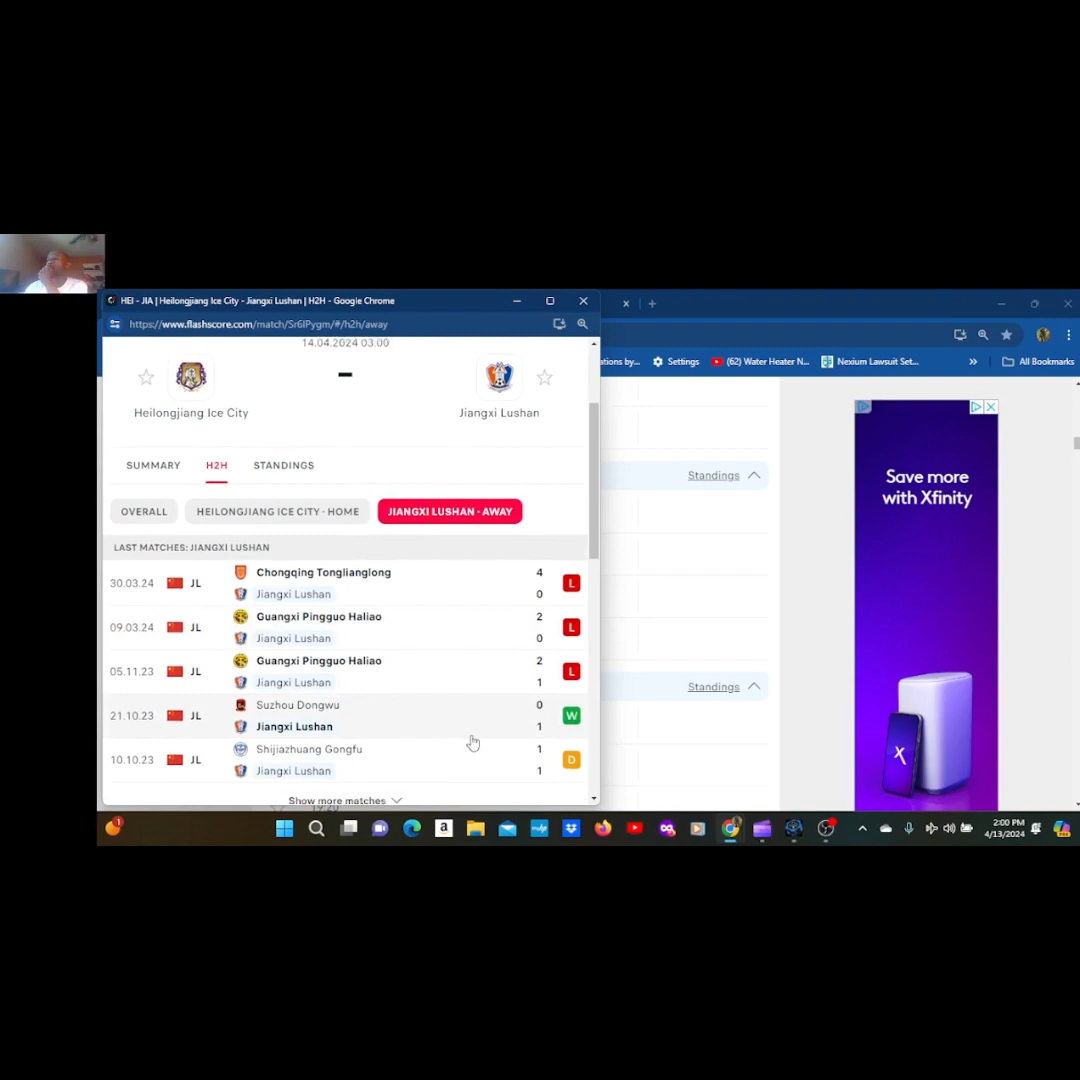 HEI - JIA | Heilongjiang Ice City - Jiangxi Lushan | H2H - Google Chrome
https://www.flashscore.com/match/Sr6lPygm/#/h2h/away
ations by...
Settings
(62) Water Heater N...
Nexium Lawsuit Set...
»
All Bookmarks
14.04.2024 03:00
-
Heilongjiang Ice City
Jiangxi Lushan
SUMMARY
H2H
STANDINGS
OVERALL
HEILONGJIANG ICE CITY - HOME
JIANGXI LUSHAN - AWAY
LAST MATCHES: JIANGXI LUSHAN
30.03.24 JL Chongqing Tonglianglong 4 L
Jiangxi Lushan 0
09.03.24 JL Guangxi Pingguo Haliao 2 L
Jiangxi Lushan 0
05.11.23 JL Guangxi Pingguo Haliao 2 L
Jiangxi Lushan 1
21.10.23 JL Suzhou Dongwu 0 W
Jiangxi Lushan 1
10.10.23 JL Shijiazhuang Gongfu 1 D
Jiangxi Lushan 1
Show more matches
Standings
Standings
Save more
with Xfinity
X
1
a
2:00 PM
4/13/2024